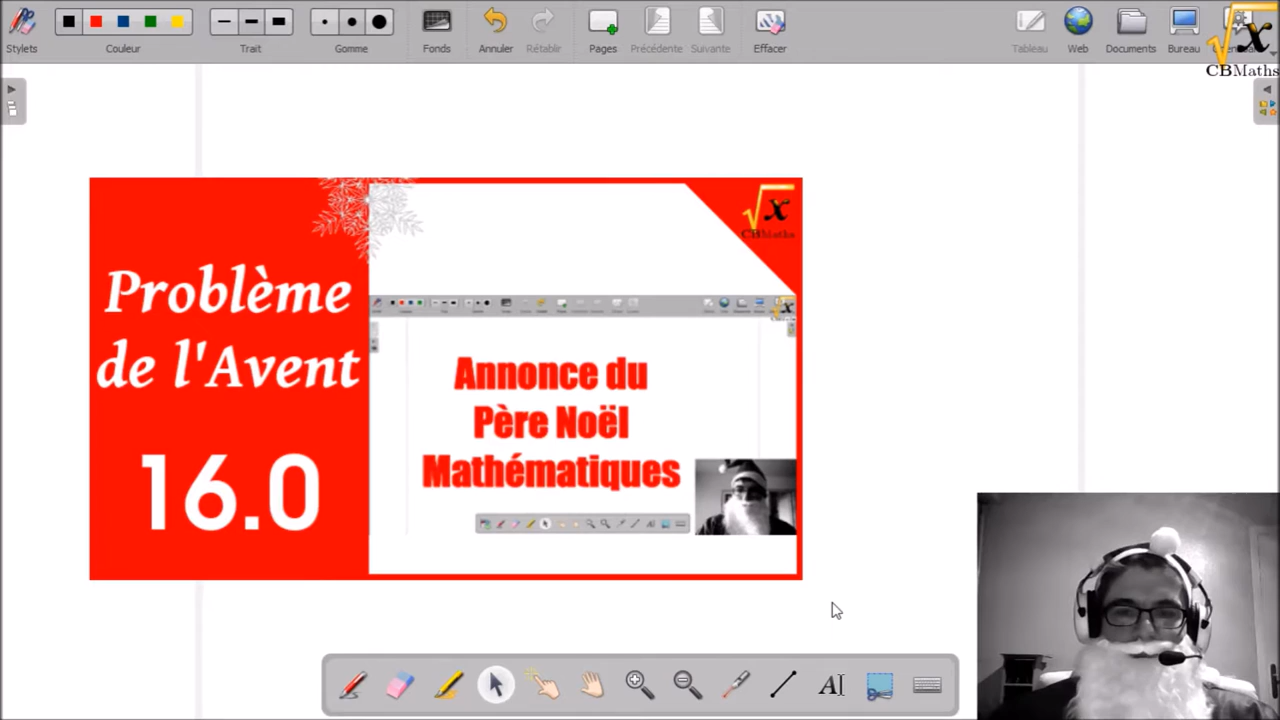 Stylets
Couleur
Trait
Gomme
Fonds
Annuler
Rétablir
Pages
Précédente
Suivante
Effacer
Tableau
Web
Documents
Bureau
CBMaths
Problème
de l'Avent
16.0
CBMaths
Annonce du
Père Noël
Mathématiques